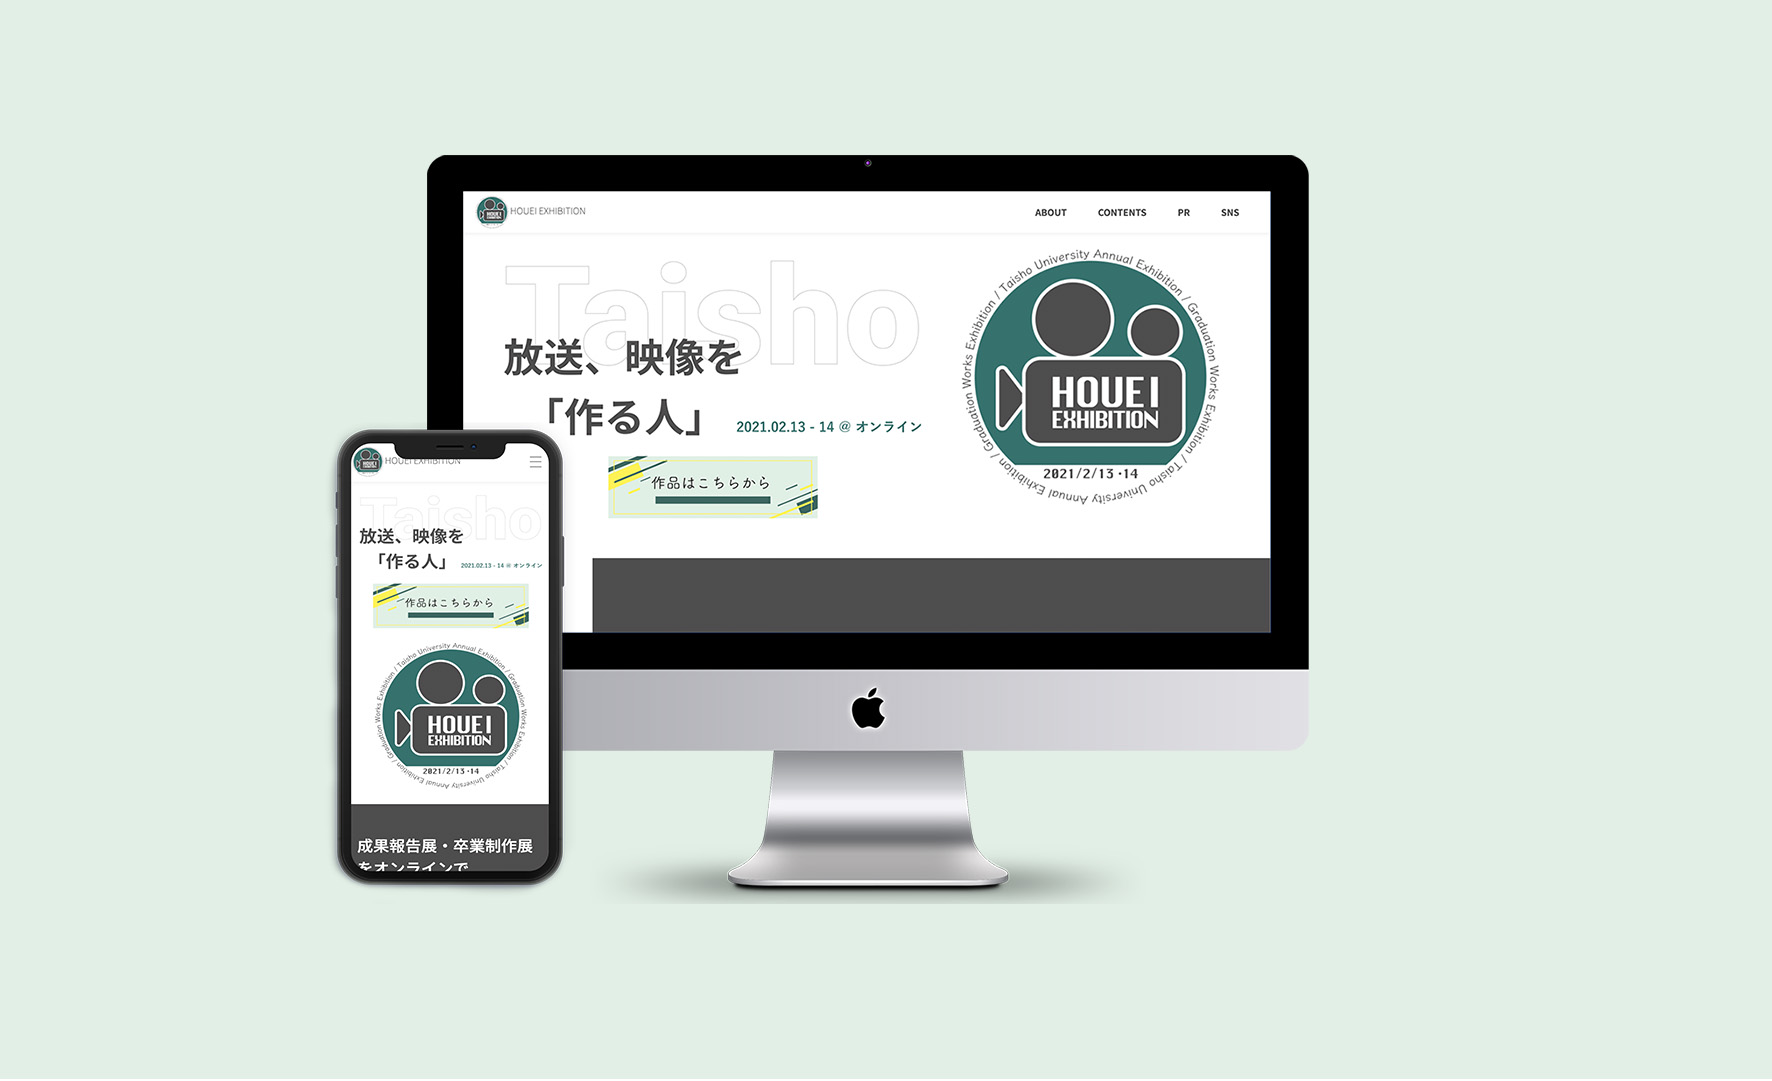 HOUEI EXHIBITION
HOUEI EXHIBITION
ABOUT
CONTENTS
PR
SNS
Taisho
放送、映像を
「作る人」
2021.02.13 - 14 @ オンライン
作品はこちらから
Taisho University Annual Exhibition / Graduation Works Exhibition / Taisho University Annual Exhibition / Graduation Works Exhibition /
HOUEI
EXHIBITION
2021/2/13・14
HOUEI EXHIBITION
HOUEI EXHIBITION
Taisho
放送、映像を
「作る人」
2021.02.13 - 14 @ オンライン
作品はこちらから
Taisho University Annual Exhibition / Graduation Works Exhibition / Taisho University Annual Exhibition / Graduation Works Exhibition /
HOUEI
EXHIBITION
2021/2/13・14
成果報告展・卒業制作展
をオンラインで